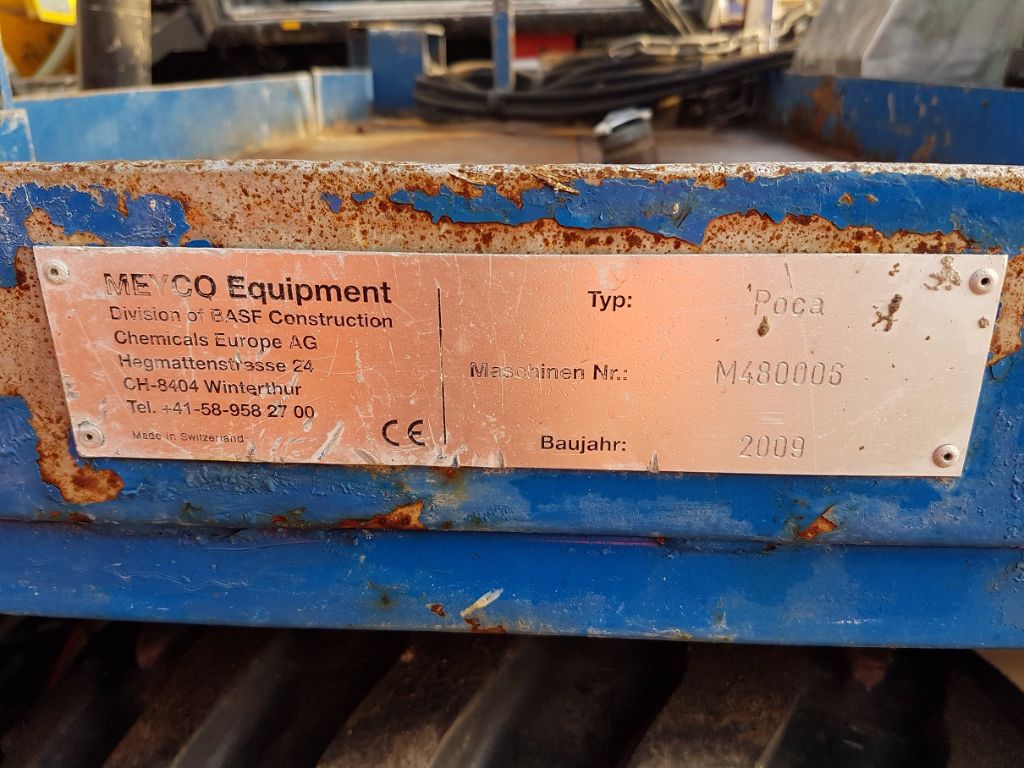 MEYCO Equipment
Division of BASF Construction
Chemicals Europe AG
Hegmattenstrasse 24
CH-8404 Winterthur
Tel. +41-58-958 27 00
Made in Switzerland
CE
Typ: Poca
Maschinen Nr.: M480006
Baujahr: 2009